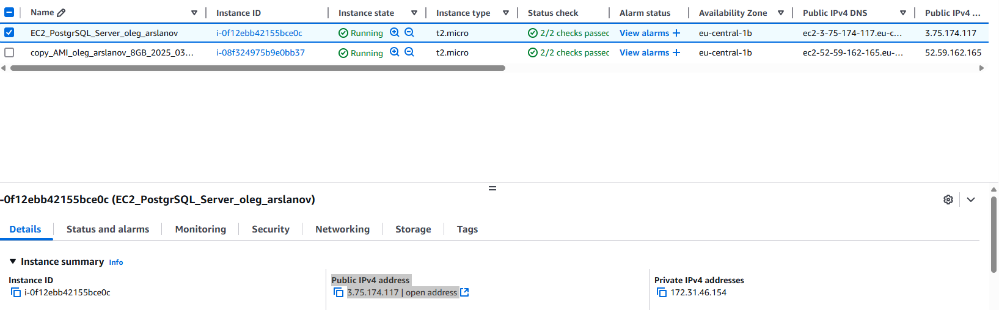 Name Instance ID Instance state Instance type Status check Alarm status Availability Zone Public IPv4 DNS Public IPv4 ...
EC2_PostgrSQL_Server_oleg_arslanov i-0f12ebb42155bce0c Running t2.micro 2/2 checks passec View alarms + eu-central-1b ec2-3-75-174-117.eu-c... 3.75.174.117
copy_AMI_oleg_arslanov_8GB_2025_03... i-08f324975b9e0bb37 Running t2.micro 2/2 checks passec View alarms + eu-central-1b ec2-52-59-162-165.eu-... 52.59.162.165
-0f12ebb42155bce0c (EC2_PostgrSQL_Server_oleg_arslanov)
Details Status and alarms Monitoring Security Networking Storage Tags
Instance summary Info
Instance ID Public IPv4 address Private IPv4 addresses
i-0f12ebb42155bce0c 3.75.174.117 | open address 172.31.46.154